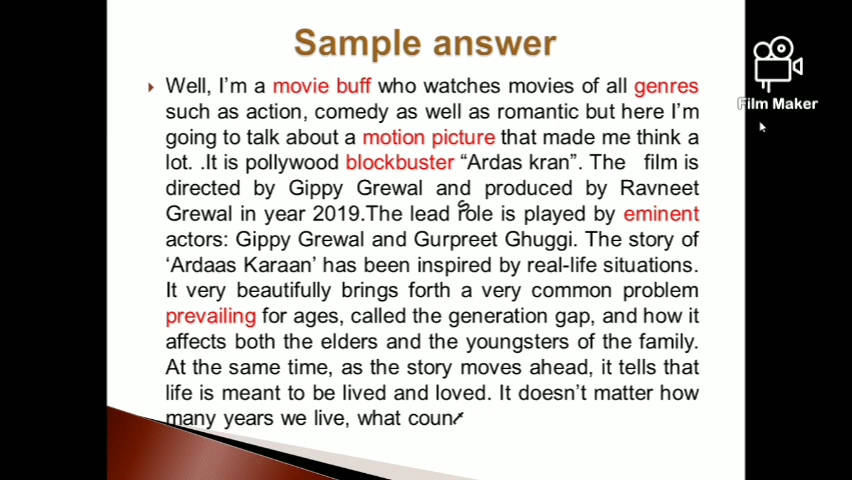 Sample answer
Well, I'm a movie buff who watches movies of all genres
such as action, comedy as well as romantic but here I'm
going to talk about a motion picture that made me think a
lot. .It is pollywood blockbuster “Ardas kran”. The film is
directed by Gippy Grewal and produced by Ravneet
Grewal in year 2019.The lead role is played by eminent
actors: Gippy Grewal and Gurpreet Ghuggi. The story of
‘Ardaas Karaan’ has been inspired by real-life situations.
It very beautifully brings forth a very common problem
prevailing for ages, called the generation gap, and how it
affects both the elders and the youngsters of the family.
At the same time, as the story moves ahead, it tells that
life is meant to be lived and loved. It doesn't matter how
many years we live, what
Film Maker